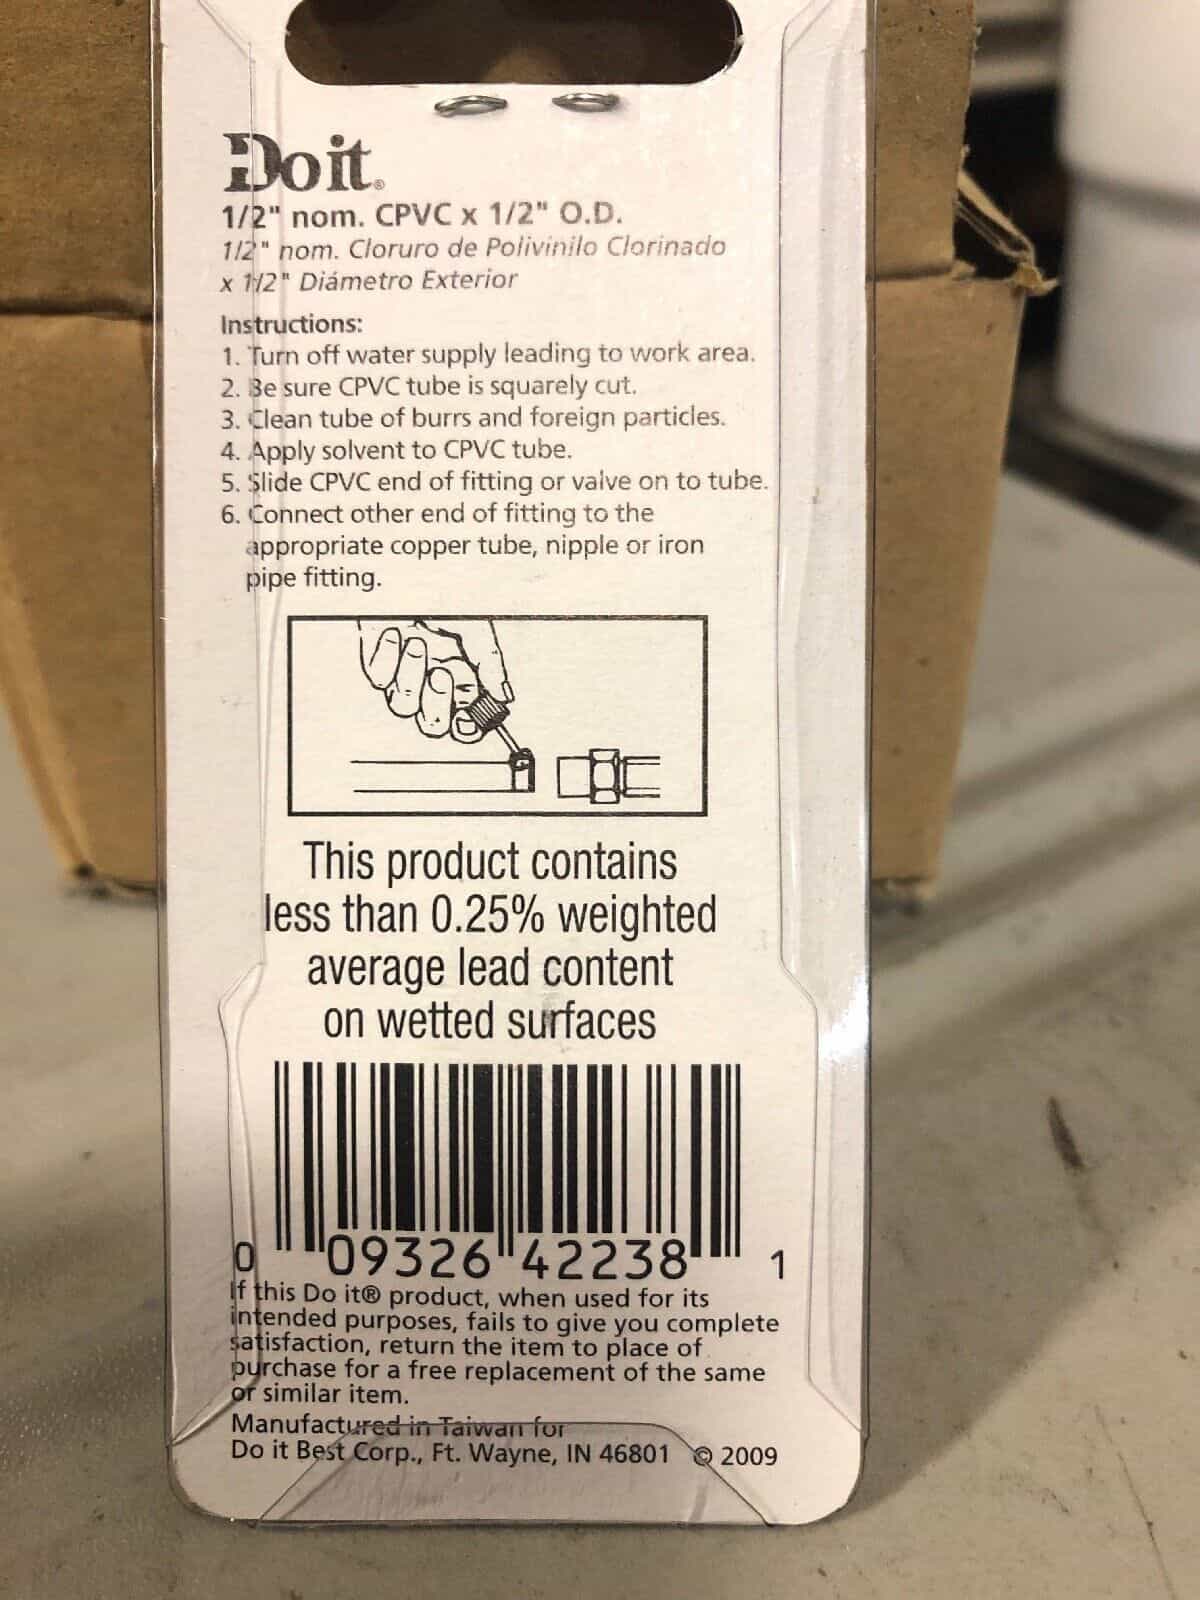 Do it®
1/2" nom. CPVC x 1/2" O.D.
1/2" nom. Cloruro de Polivinilo Clorinado
x 1/2" Diámetro Exterior
Instructions:
1. Turn off water supply leading to work area.
2. Be sure CPVC tube is squarely cut.
3. Clean tube of burrs and foreign particles.
4. Apply solvent to CPVC tube.
5. Slide CPVC end of fitting or valve on to tube.
6. Connect other end of fitting to the
appropriate copper tube, nipple or iron
pipe fitting.
This product contains
less than 0.25% weighted
average lead content
on wetted surfaces
0 09326 42238 1
If this Do it® product, when used for its
intended purposes, fails to give you complete
satisfaction, return the item to place of
purchase for a free replacement of the same
or similar item.
Manufactured in Taiwan for
Do it Best Corp., Ft. Wayne, IN 46801 © 2009